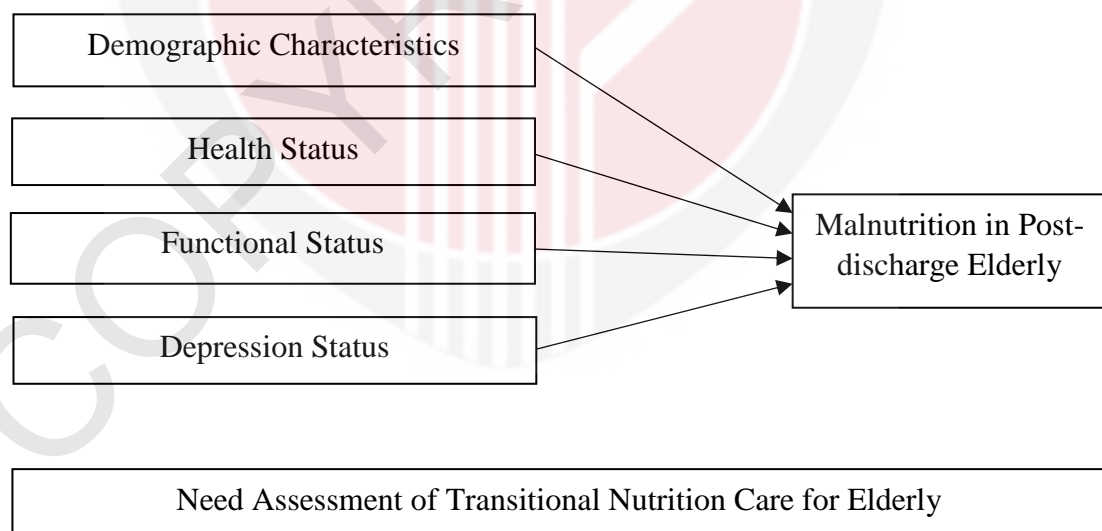 Demographic Characteristics
Health Status
Functional Status
Depression Status
Malnutrition in Post-
discharge Elderly
Need Assessment of Transitional Nutrition Care for Elderly
COPYR